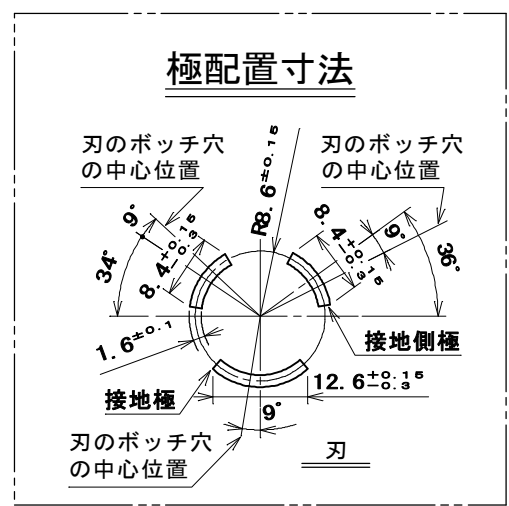 極配置寸法
刃のボッチ穴
の中心位置
刃のボッチ穴
の中心位置
R8.6±0.15
9°
8.4+0.15-0.35
34°
8.4+0.15-0.35
9°
36°
1.6±0.1
接地側極
接地極
12.6+0.15-0.3
9°
刃のボッチ穴
の中心位置
刃